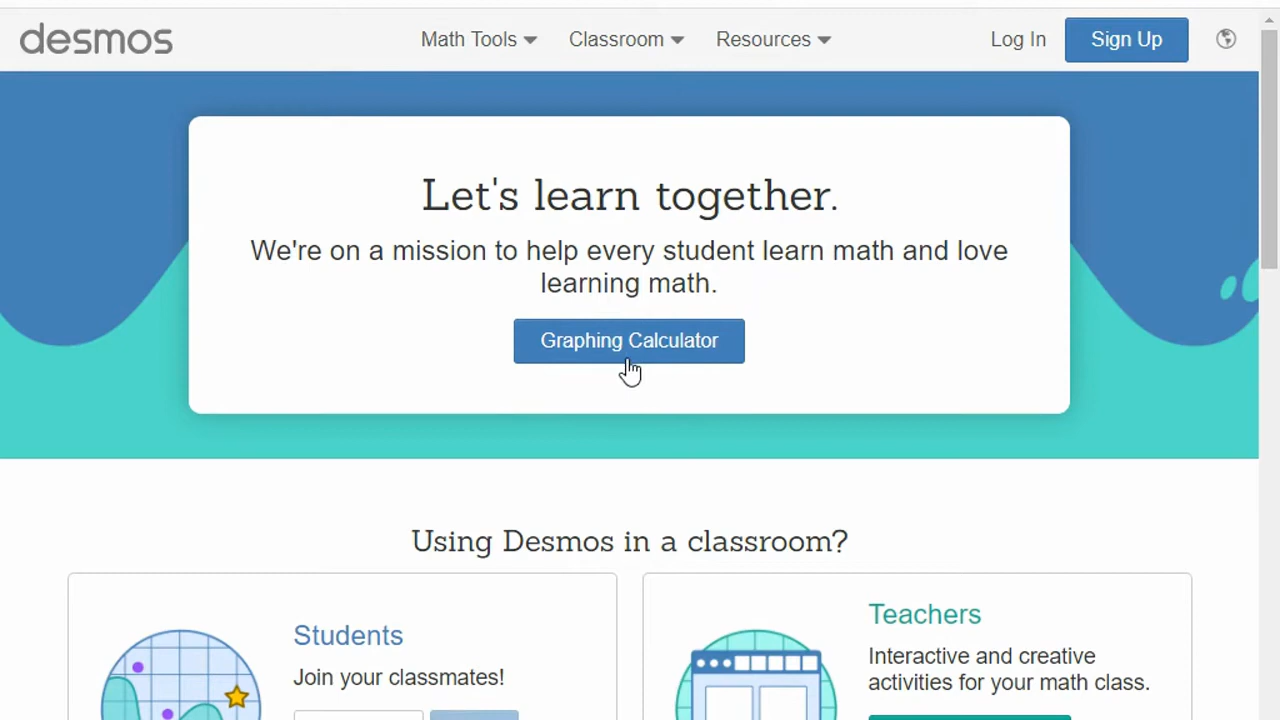 desmos
Math Tools
Classroom
Resources
Log In
Sign Up
Let's learn together.
We're on a mission to help every student learn math and love
learning math.
Graphing Calculator
Using Desmos in a classroom?
Students
Join your classmates!
Teachers
Interactive and creative
activities for your math class.